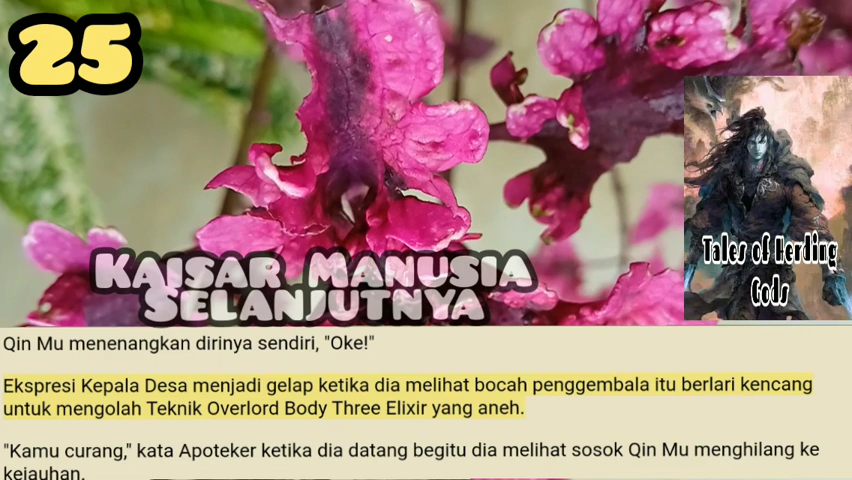 25
KAISAR MANUSIA
SELANJUTNYA
Tales of Herding
Gods
Qin Mu menenangkan dirinya sendiri, "Oke!"
Ekspresi Kepala Desa menjadi gelap ketika dia melihat bocah penggembala itu berlari kencang
untuk mengolah Teknik Overlord Body Three Elixir yang aneh.
"Kamu curang," kata Apoteker ketika dia datang begitu dia melihat sosok Qin Mu menghilang ke
kejauhan.